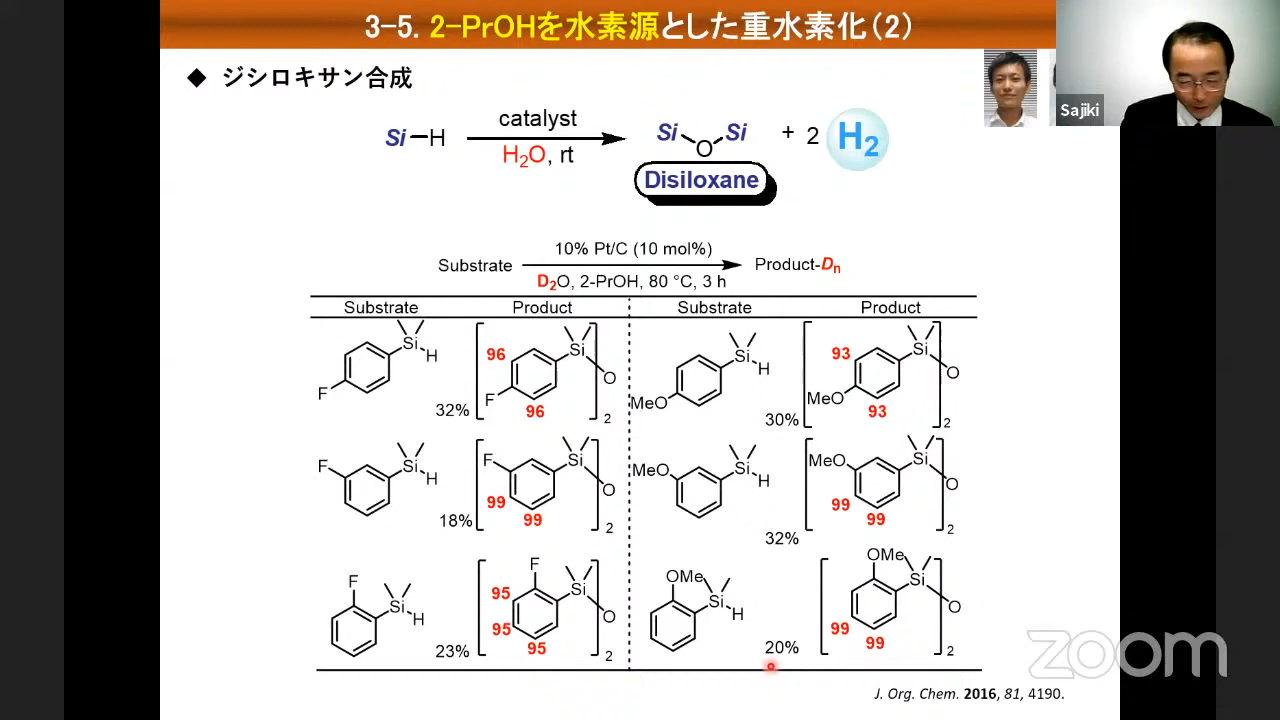 3-5. 2-PrOHを水素源とした重水素化(2)
Sajiki
◆ ジシロキサン合成
Si-H
catalyst
H2O, rt
Si O Si + 2 H2
Disiloxane
Substrate
10% Pt/C (10 mol%)
D2O, 2-PrOH, 80 °C, 3 h
Product-Dn
Substrate Product Substrate Product
F Si H 32% 96 F 96 Si O 2
MeO Si H 30% 93 MeO 93 Si O 2
F Si H 18% F 99 99 Si O 2
MeO Si H 32% MeO 99 99 Si O 2
F Si H 23% F 95 95 95 Si O 2
OMe Si H 20% OMe 99 99 Si O 2
zoom
J. Org. Chem. 2016, 81, 4190.